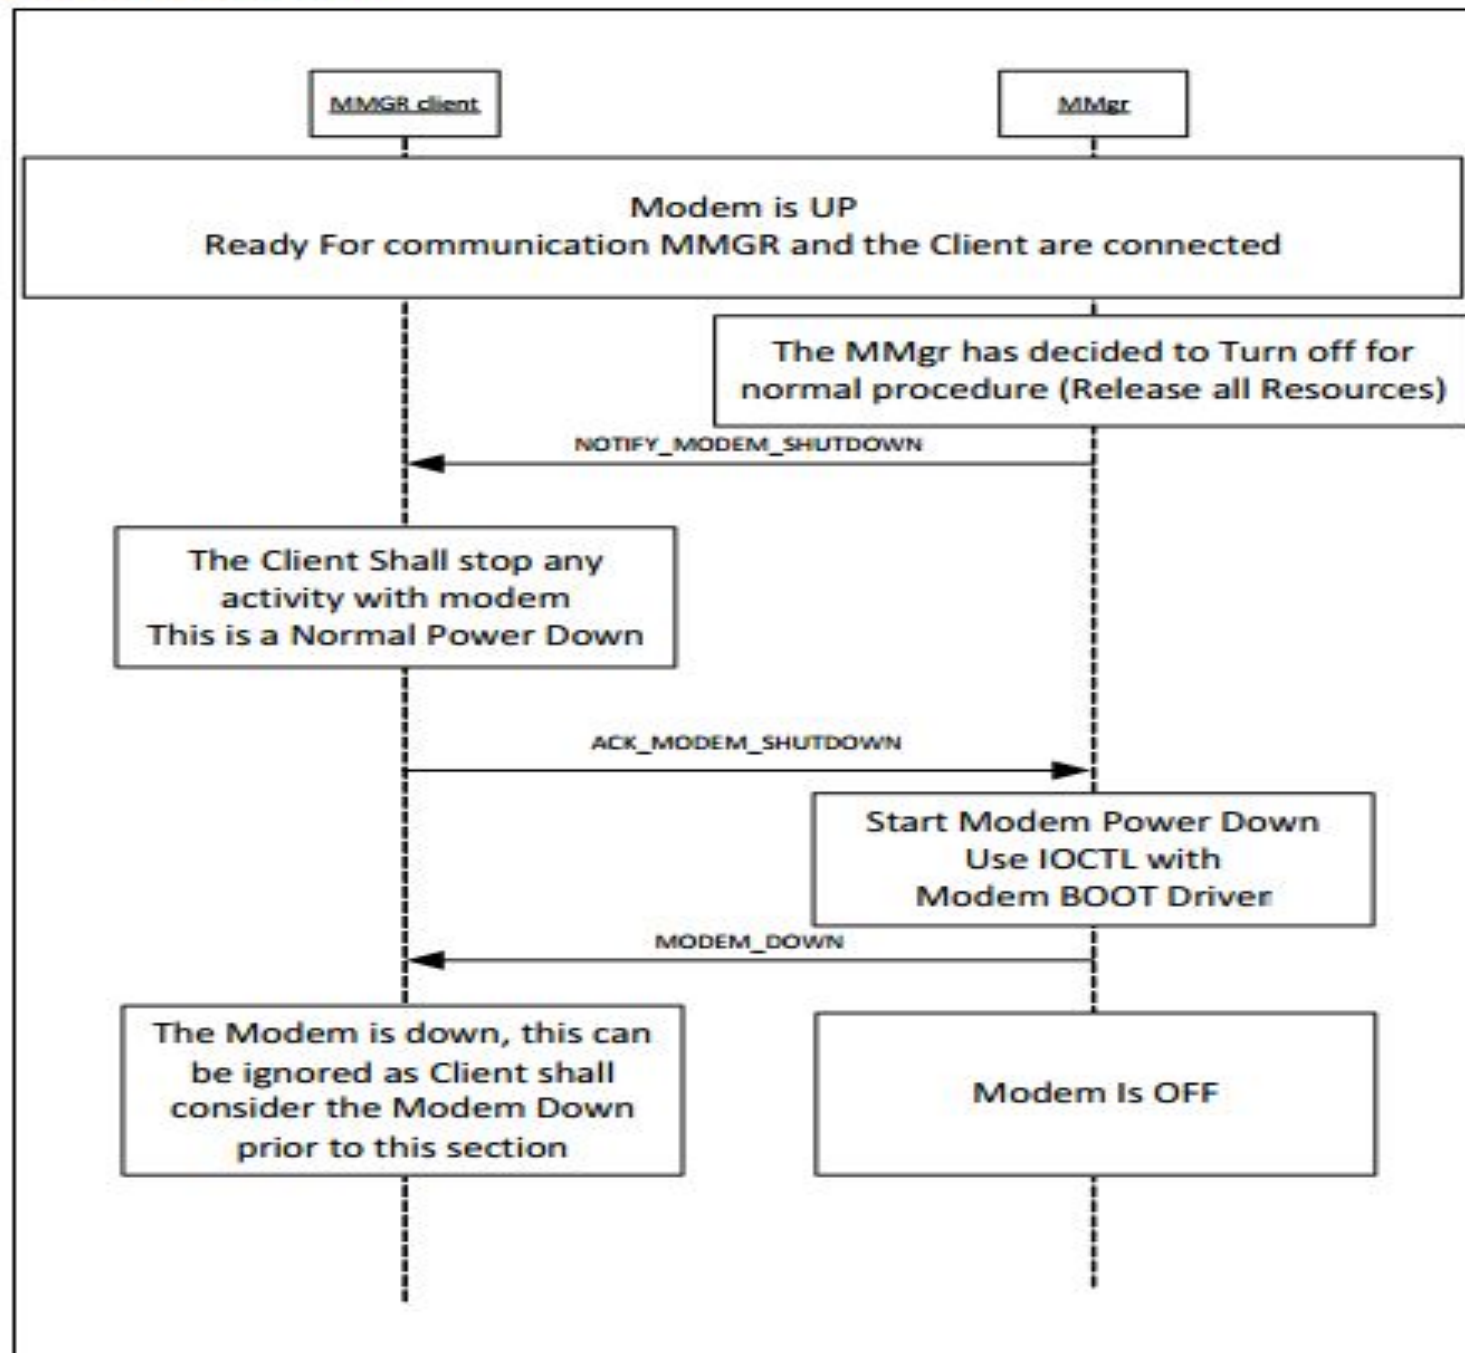 MMGR client
MMgr
Modem is UP
Ready For communication MMGR and the Client are connected
The MMgr has decided to Turn off for
normal procedure (Release all Resources)
NOTIFY_MODEM_SHUTDOWN
The Client Shall stop any
activity with modem
This is a Normal Power Down
ACK_MODEM_SHUTDOWN
Start Modem Power Down
Use IOCTL with
Modem BOOT Driver
MODEM_DOWN
The Modem is down, this can
be ignored as Client shall
consider the Modem Down
prior to this section
Modem Is OFF